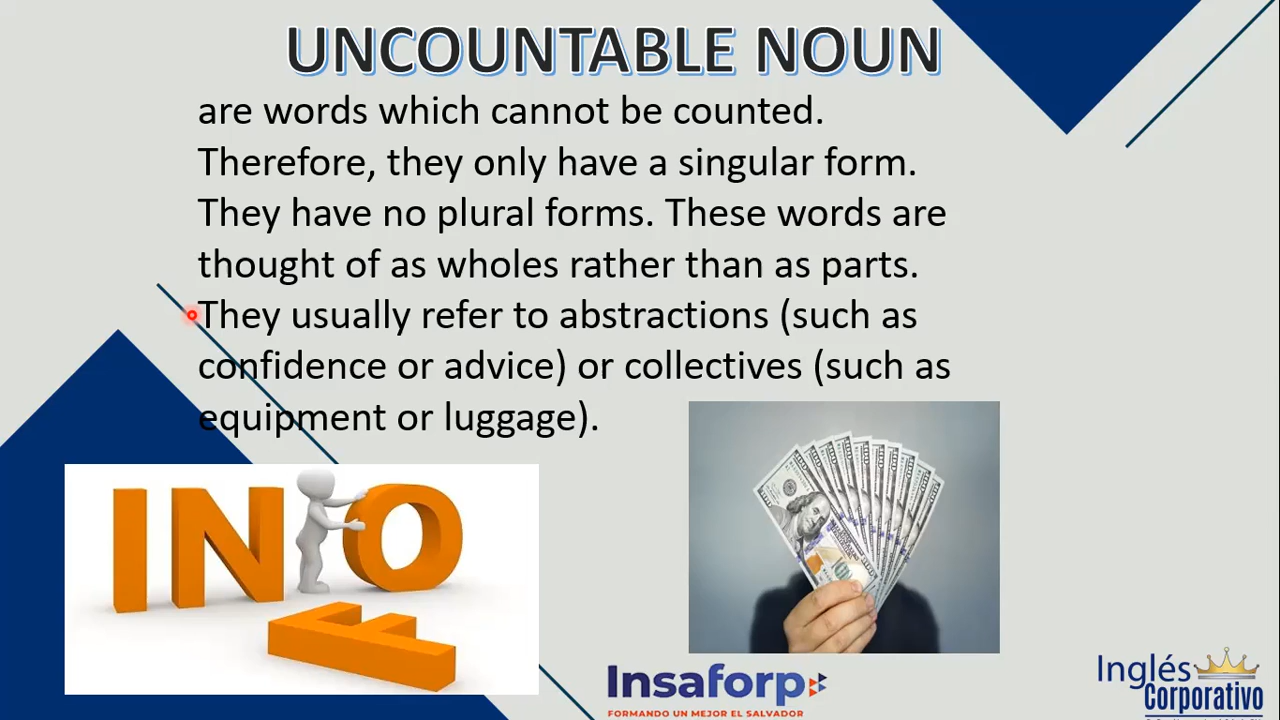 UNCOUNTABLE NOUN
are words which cannot be counted.
Therefore, they only have a singular form.
They have no plural forms. These words are
thought of as wholes rather than as parts.
They usually refer to abstractions (such as
confidence or advice) or collectives (such as
equipment or luggage).
IN O
F
Insaforp
FORMANDO UN MEJOR EL SALVADOR
Inglés
Corporativo